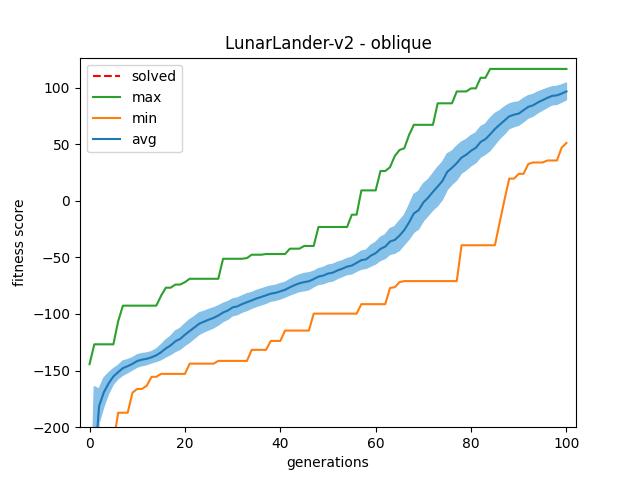 LunarLander-v2 - oblique
solved
max
min
avg
fitness score
100
50
0
−50
−100
−150
−200
0 20 40 60 80 100
generations